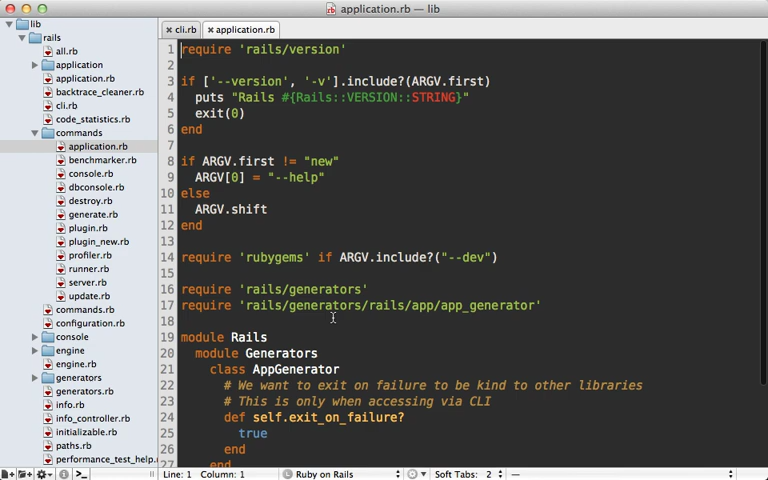 application.rb — lib
lib
rails
all.rb
application
application.rb
backtrace_cleaner.rb
cli.rb
code_statistics.rb
commands
application.rb
benchmarker.rb
console.rb
dbconsole.rb
destroy.rb
generate.rb
plugin.rb
plugin_new.rb
profiler.rb
runner.rb
server.rb
update.rb
commands.rb
configuration.rb
console
engine
engine.rb
generators
generators.rb
info.rb
info_controller.rb
initializable.rb
paths.rb
performance_test_help.
cli.rb
application.rb
1 require 'rails/version'
2
3 if ['--version', '-v'].include?(ARGV.first)
4 puts "Rails #{Rails::VERSION::STRING}"
5 exit(0)
6 end
7
8 if ARGV.first != "new"
9 ARGV[0] = "--help"
10 else
11 ARGV.shift
12 end
13
14 require 'rubygems' if ARGV.include?("--dev")
15
16 require 'rails/generators'
17 require 'rails/generators/rails/app/app_generator'
18
19 module Rails
20 module Generators
21 class AppGenerator
22 # We want to exit on failure to be kind to other libraries
23 # This is only when accessing via CLI
24 def self.exit_on_failure?
25 true
26 end
27 end
Line: 1 Column: 1
Ruby on Rails
Soft Tabs: 2
—